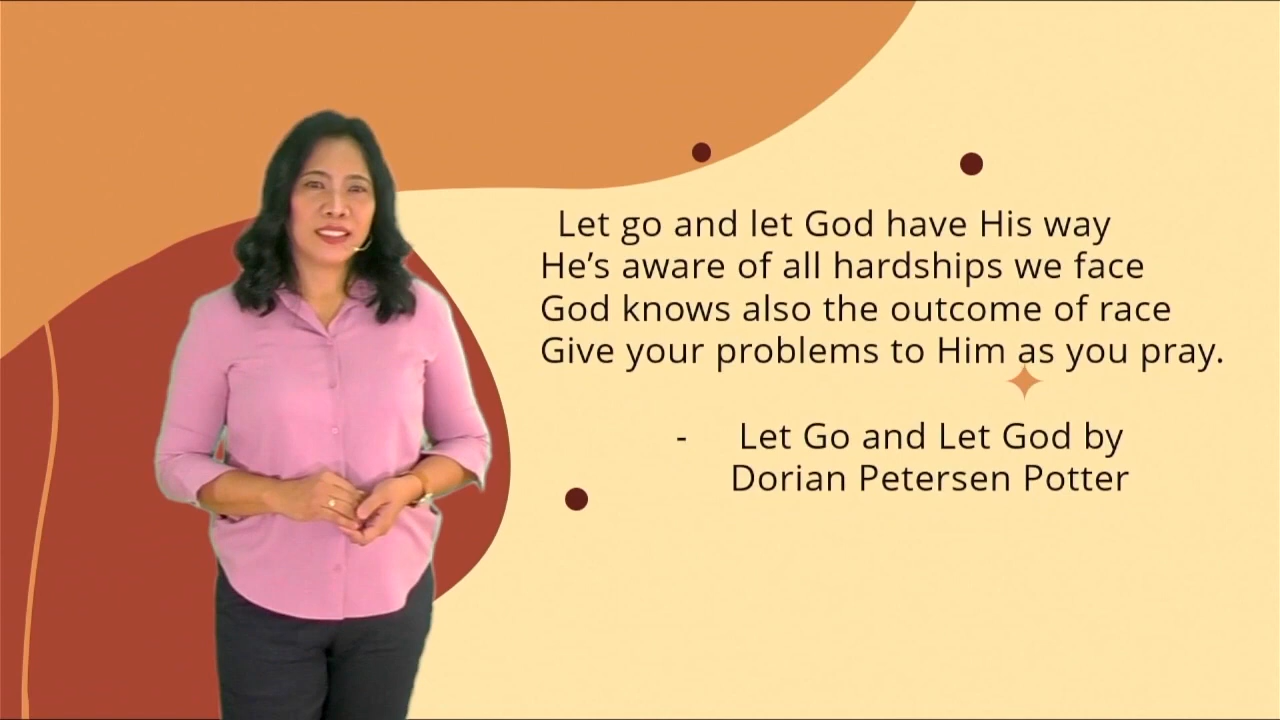 Let go and let God have His way
He’s aware of all hardships we face
God knows also the outcome of race
Give your problems to Him as you pray.
- Let Go and Let God by
Dorian Petersen Potter